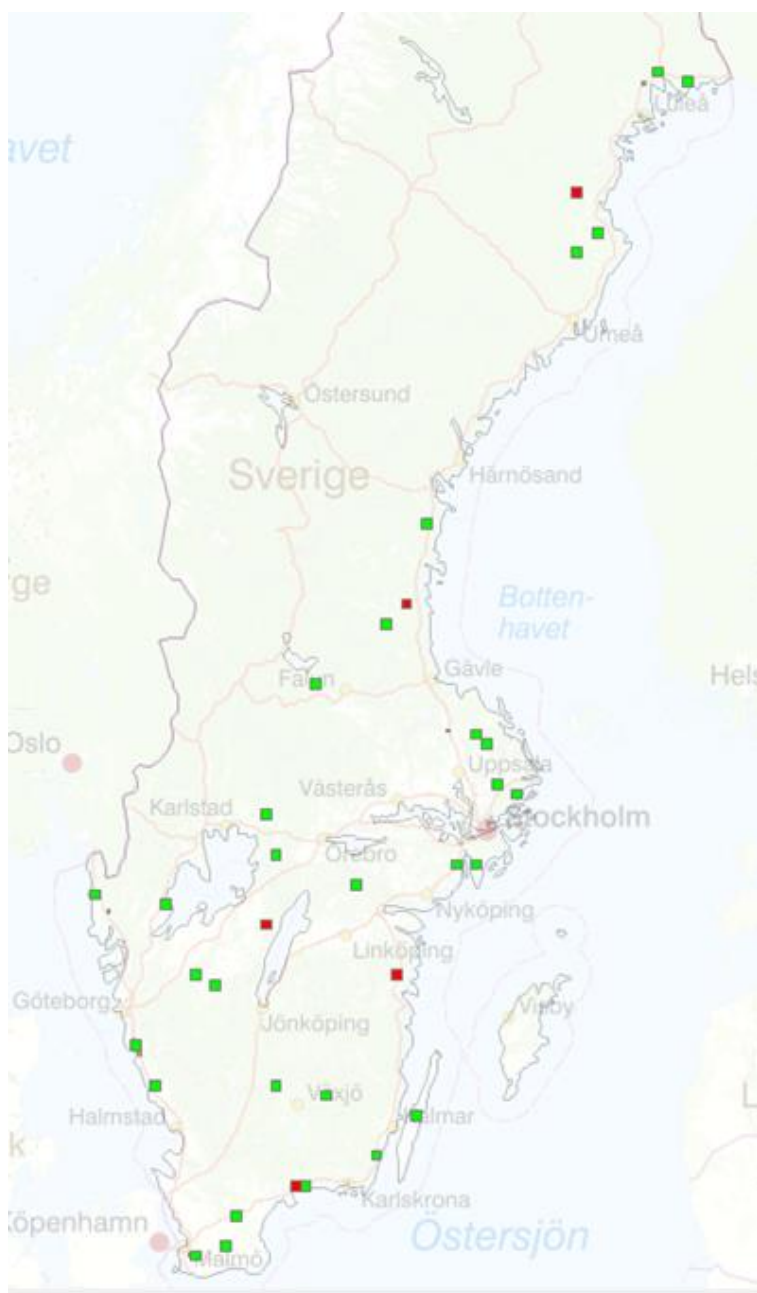 Luleå
avet
Umeå
Östersund
Sverige
Härnösand
rge
Botten-
havet
Gävle
Falun
Hels
Oslo
Uppsala
Västerås
Karlstad
Stockholm
Örebro
Nyköping
Linköping
Göteborg
Visby
Jönköping
Växjö
L
Halmstad
Kalmar
k
Karlskrona
Köpenhamn
Östersjön
Malmö